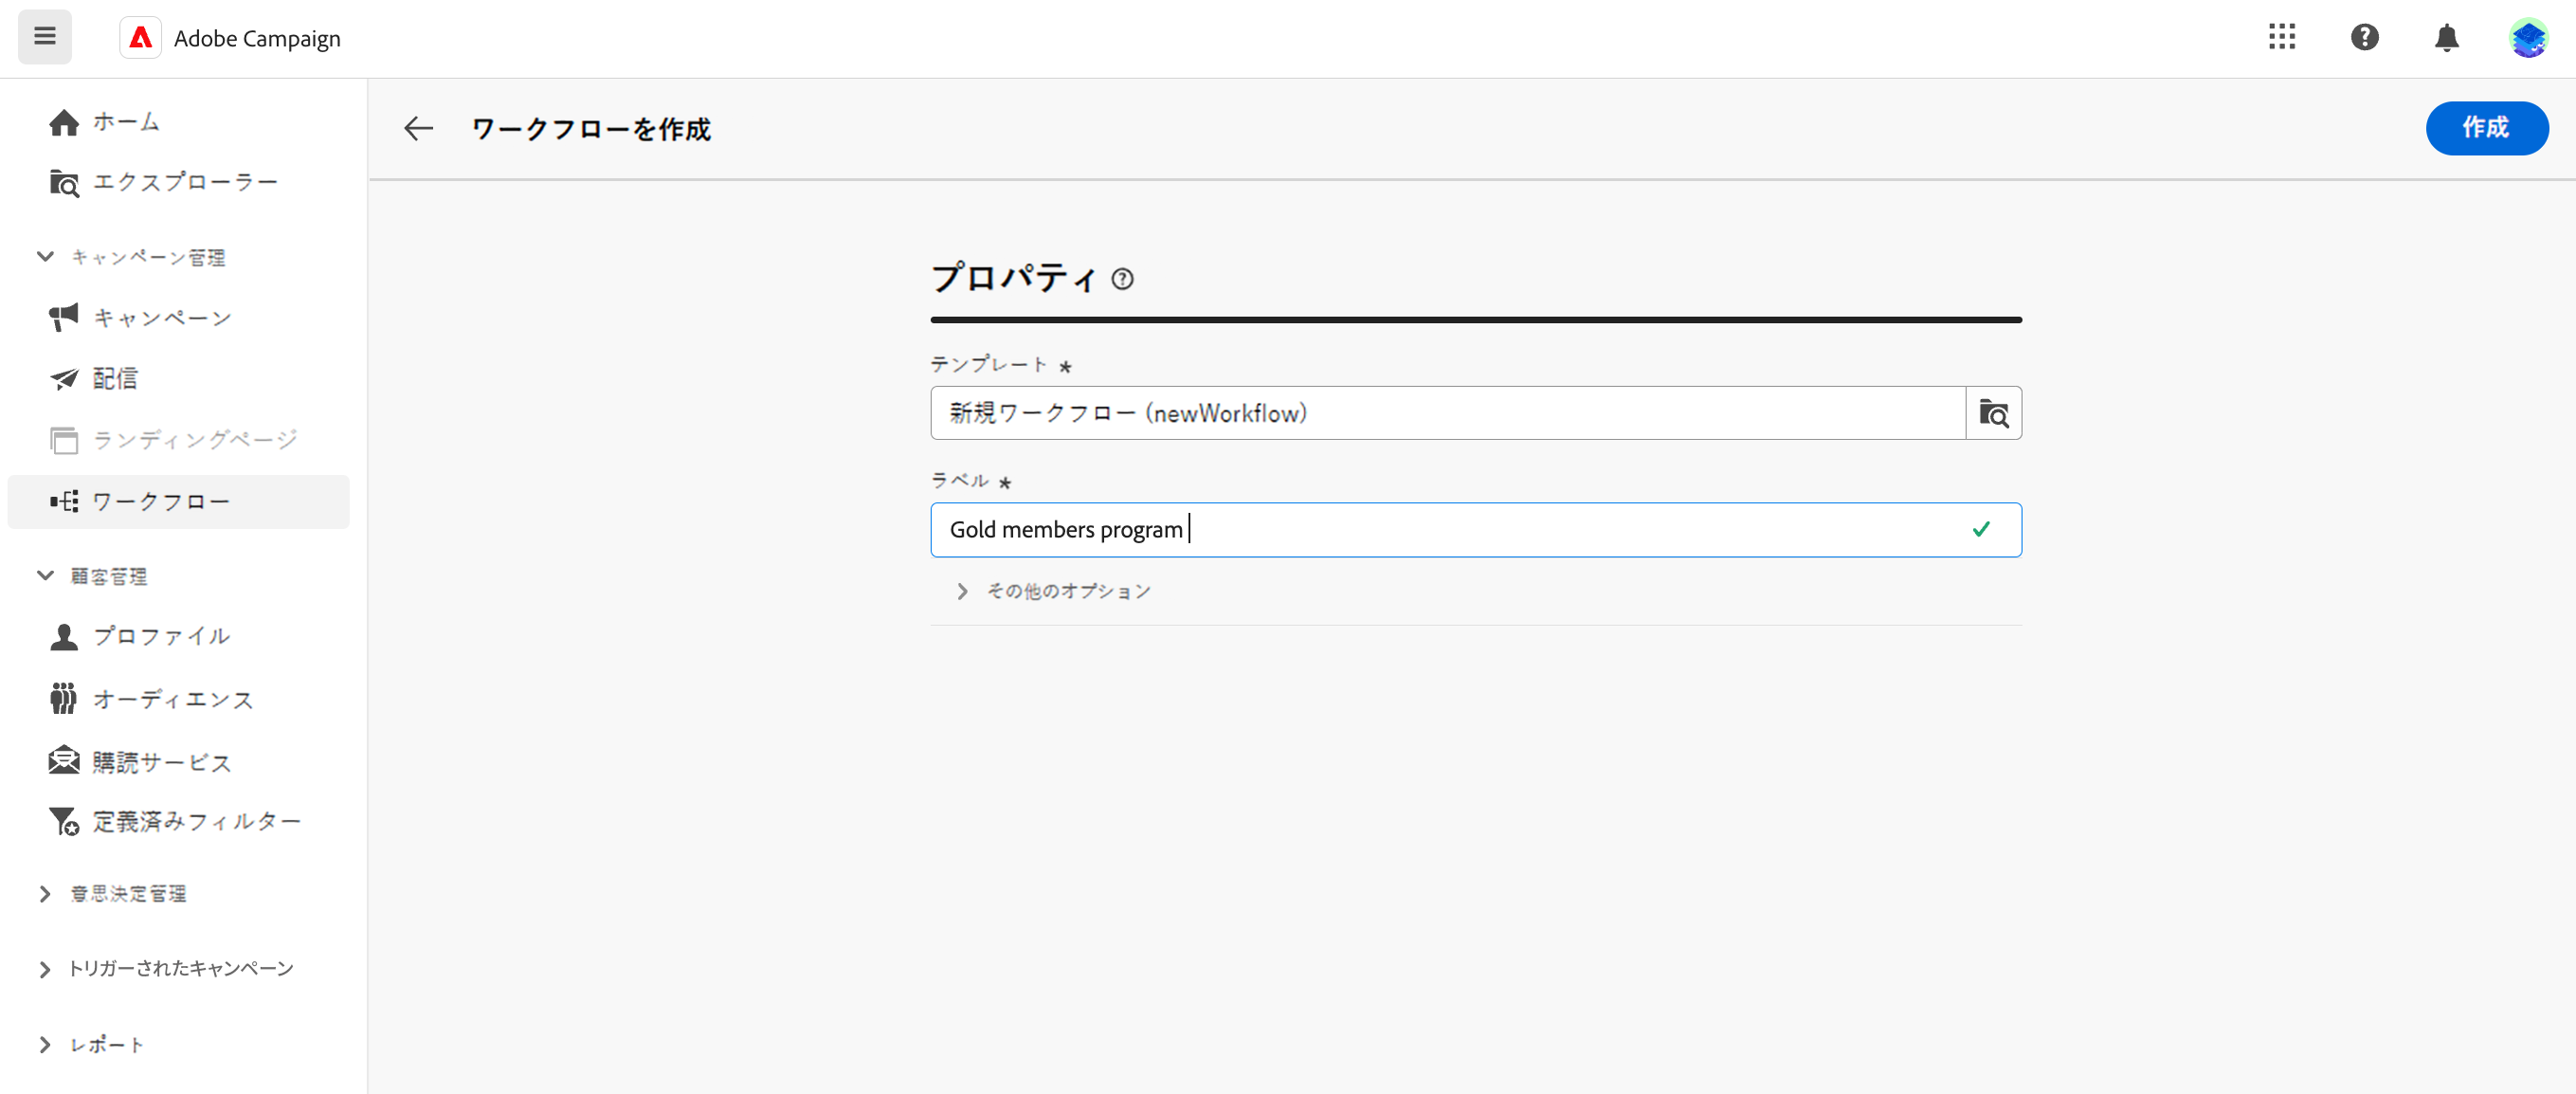 Adobe Campaign
ホーム
エクスプローラー
キャンペーン管理
キャンペーン
配信
ランディングページ
ワークフロー
顧客管理
プロファイル
オーディエンス
購読サービス
定義済みフィルター
意思決定管理
トリガーされたキャンペーン
レポート
ワークフローを作成
作成
プロパティ
テンプレート *
新規ワークフロー (newWorkflow)
ラベル *
Gold members program
その他のオプション